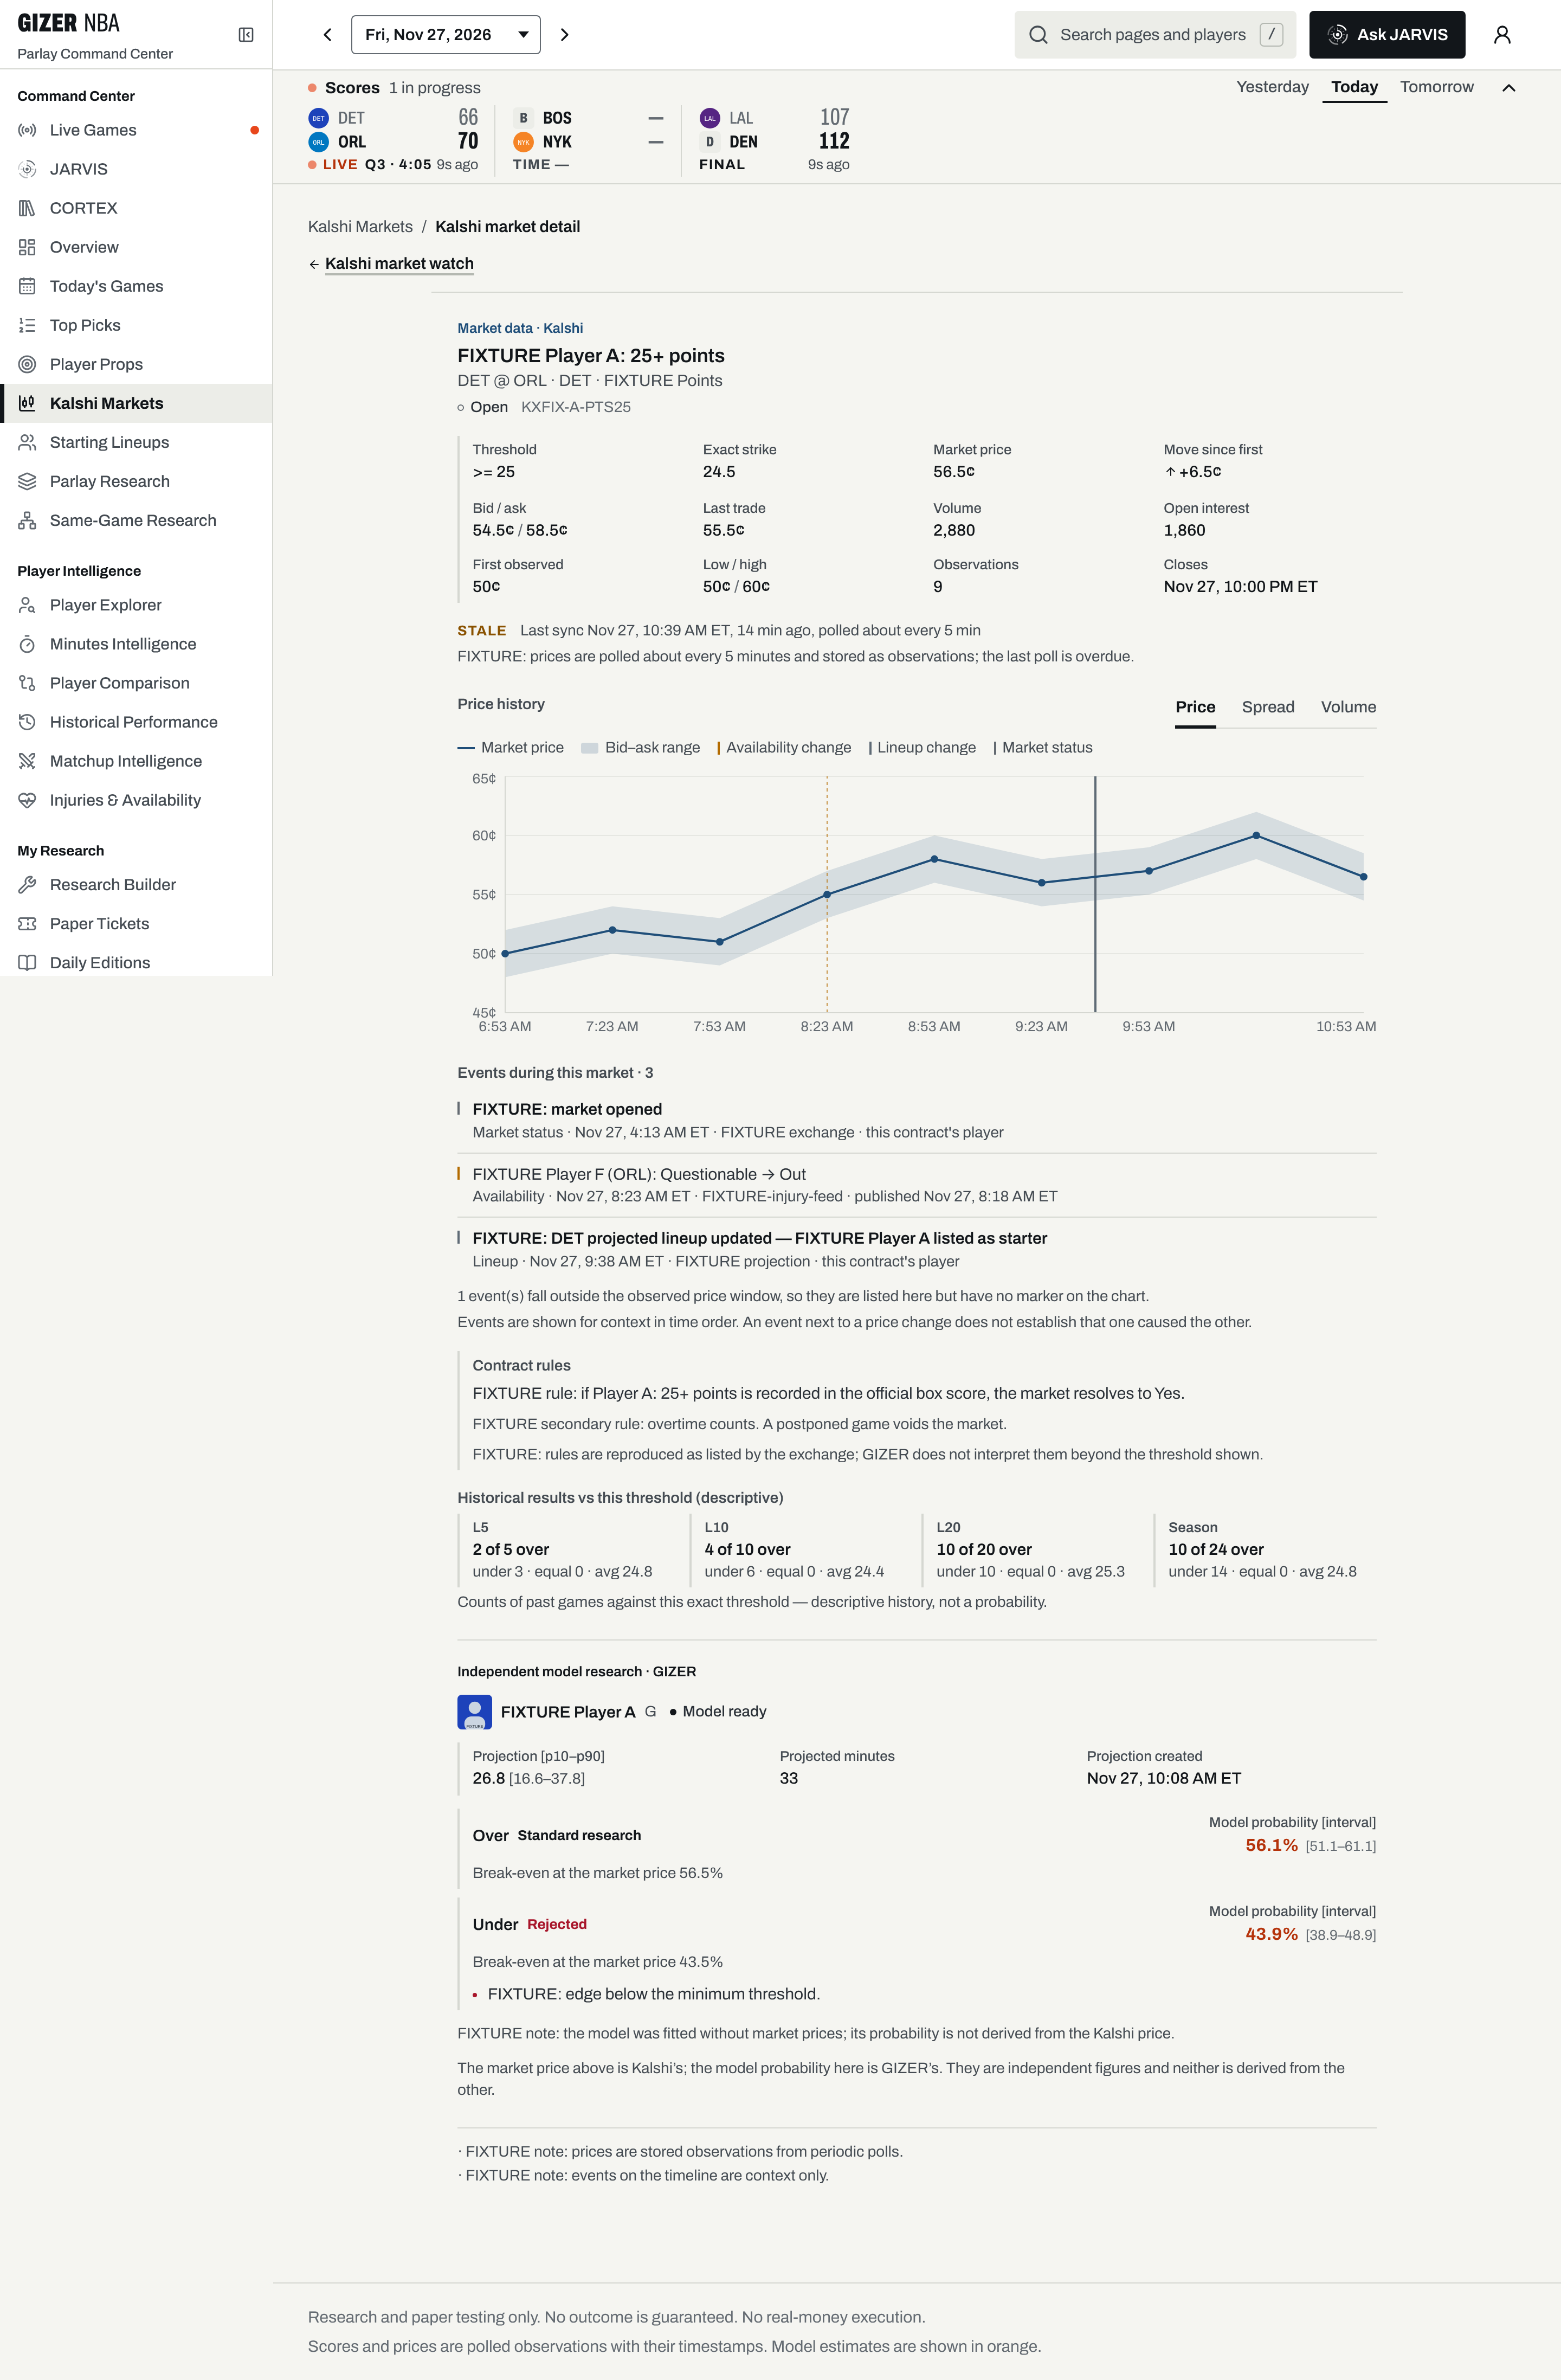 GIZER NBA
Parlay Command Center
Command Center
Live Games
JARVIS
CORTEX
Overview
Today's Games
Top Picks
Player Props
Kalshi Markets
Starting Lineups
Parlay Research
Same-Game Research
Player Intelligence
Player Explorer
Minutes Intelligence
Player Comparison
Historical Performance
Matchup Intelligence
Injuries & Availability
My Research
Research Builder
Paper Tickets
Daily Editions
Fri, Nov 27, 2026
Search pages and players /
Ask JARVIS
Scores 1 in progress
Yesterday Today Tomorrow
DET DET 66
ORL ORL 70
LIVE Q3 · 4:05 9s ago
B BOS —
NYK NYK —
TIME —
LAL LAL 107
D DEN 112
FINAL 9s ago
Kalshi Markets / Kalshi market detail
← Kalshi market watch
Market data · Kalshi
FIXTURE Player A: 25+ points
DET @ ORL · DET · FIXTURE Points
Open KXFIX-A-PTS25
Threshold Exact strike Market price Move since first
>= 25 24.5 56.5¢ ↑ +6.5¢
Bid / ask Last trade Volume Open interest
54.5¢ / 58.5¢ 55.5¢ 2,880 1,860
First observed Low / high Observations Closes
50¢ 50¢ / 60¢ 9 Nov 27, 10:00 PM ET
STALE Last sync Nov 27, 10:39 AM ET, 14 min ago, polled about every 5 min
FIXTURE: prices are polled about every 5 minutes and stored as observations; the last poll is overdue.
Price history
Price Spread Volume
Market price Bid–ask range Availability change Lineup change Market status
65¢
60¢
55¢
50¢
45¢
6:53 AM 7:23 AM 7:53 AM 8:23 AM 8:53 AM 9:23 AM 9:53 AM 10:53 AM
Events during this market · 3
FIXTURE: market opened
Market status · Nov 27, 4:13 AM ET · FIXTURE exchange · this contract's player
FIXTURE Player F (ORL): Questionable → Out
Availability · Nov 27, 8:23 AM ET · FIXTURE-injury-feed · published Nov 27, 8:18 AM ET
FIXTURE: DET projected lineup updated — FIXTURE Player A listed as starter
Lineup · Nov 27, 9:38 AM ET · FIXTURE projection · this contract's player
1 event(s) fall outside the observed price window, so they are listed here but have no marker on the chart.
Events are shown for context in time order. An event next to a price change does not establish that one caused the other.
Contract rules
FIXTURE rule: if Player A: 25+ points is recorded in the official box score, the market resolves to Yes.
FIXTURE secondary rule: overtime counts. A postponed game voids the market.
FIXTURE: rules are reproduced as listed by the exchange; GIZER does not interpret them beyond the threshold shown.
Historical results vs this threshold (descriptive)
L5 L10 L20 Season
2 of 5 over 4 of 10 over 10 of 20 over 10 of 24 over
under 3 · equal 0 · avg 24.8 under 6 · equal 0 · avg 24.4 under 10 · equal 0 · avg 25.3 under 14 · equal 0 · avg 24.8
Counts of past games against this exact threshold — descriptive history, not a probability.
Independent model research · GIZER
FIXTURE
FIXTURE Player A G Model ready
Projection [p10–p90] Projected minutes Projection created
26.8 [16.6–37.8] 33 Nov 27, 10:08 AM ET
Over Standard research
Model probability [interval]
56.1% [51.1–61.1]
Break-even at the market price 56.5%
Under Rejected
Model probability [interval]
43.9% [38.9–48.9]
Break-even at the market price 43.5%
FIXTURE: edge below the minimum threshold.
FIXTURE note: the model was fitted without market prices; its probability is not derived from the Kalshi price.
The market price above is Kalshi’s; the model probability here is GIZER’s. They are independent figures and neither is derived from the
other.
· FIXTURE note: prices are stored observations from periodic polls.
· FIXTURE note: events on the timeline are context only.
Research and paper testing only. No outcome is guaranteed. No real-money execution.
Scores and prices are polled observations with their timestamps. Model estimates are shown in orange.